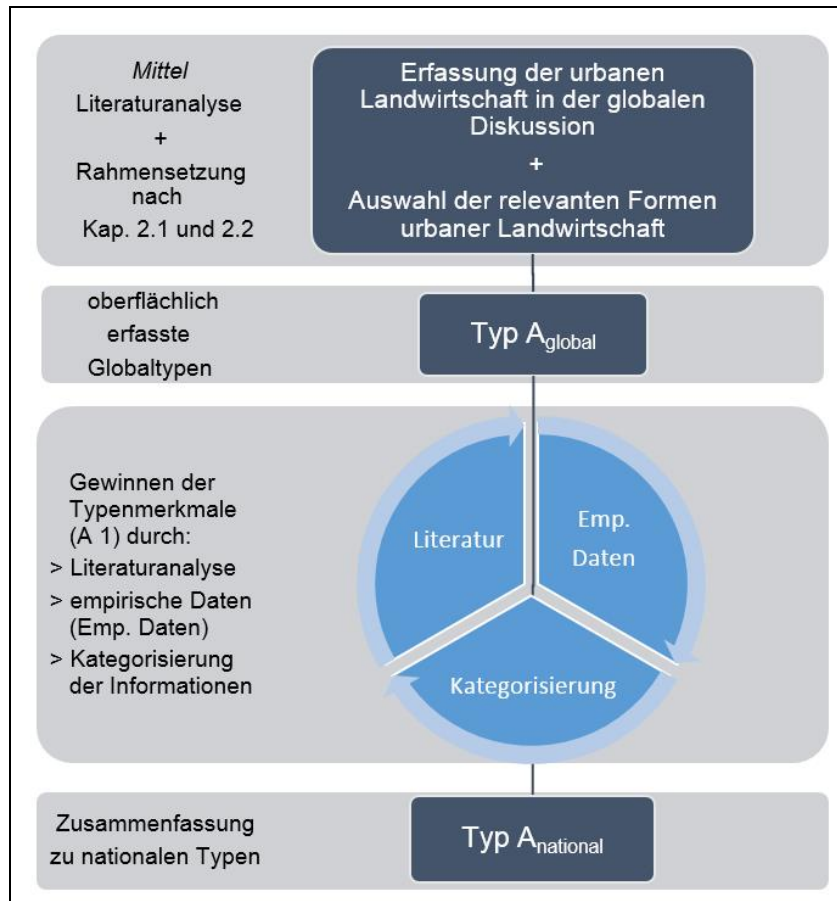 Mittel
Literaturanalyse
+
Rahmensetzung
nach
Kap. 2.1 und 2.2
Erfassung der urbanen
Landwirtschaft in der globalen
Diskussion
+
Auswahl der relevanten Formen
urbaner Landwirtschaft
oberflächlich
erfasste
Globaltypen
Typ Aglobal
Gewinnen der
Typenmerkmale
(A 1) durch:
> Literaturanalyse
> empirische Daten
(Emp. Daten)
> Kategorisierung
der Informationen
Literatur
Emp.
Daten
Kategorisierung
Zusammenfassung
zu nationalen Typen
Typ Anational